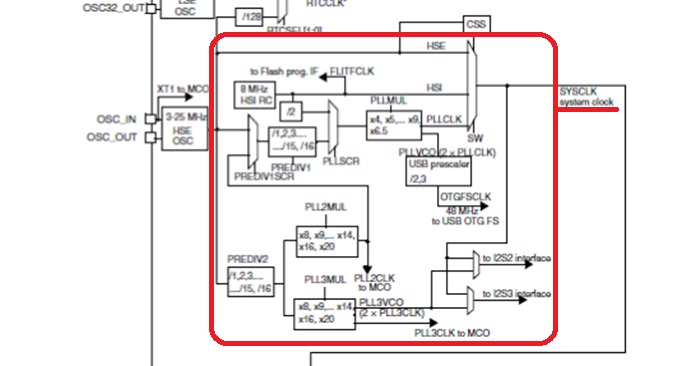 LSE
OSC
OSC32_OUT
/128
RTCCLK
RTCSEL[1:0]
CSS
HSE
to Flash prog. IF
FLITFCLK
XT1 to MCO
8 MHz
HSI RC
HSI
/2
PLLMUL
SYSCLK
system clock
OSC_IN
OSC_OUT
3-25 MHz
HSE
OSC
/1,2,3....
.../15, /16
x4, x5,... x9,
x6.5
PLLCLK
SW
PLLSCR
PREDIV1
PREDIV1SCR
PLLVCO (2 × PLLCLK)
USB prescaler
/2,3
OTGFSCLK
48 MHz
to USB OTG FS
PLL2MUL
x8, x9,... x14,
x16, x20
PREDIV2
/1,2,3....
.../15, /16
PLL2CLK
to MCO
to I2S2 interface
PLL3MUL
x8, x9,... x14,
x16, x20
PLL3VCO
(2 × PLL3CLK)
to I2S3 interface
PLL3CLK to MCO